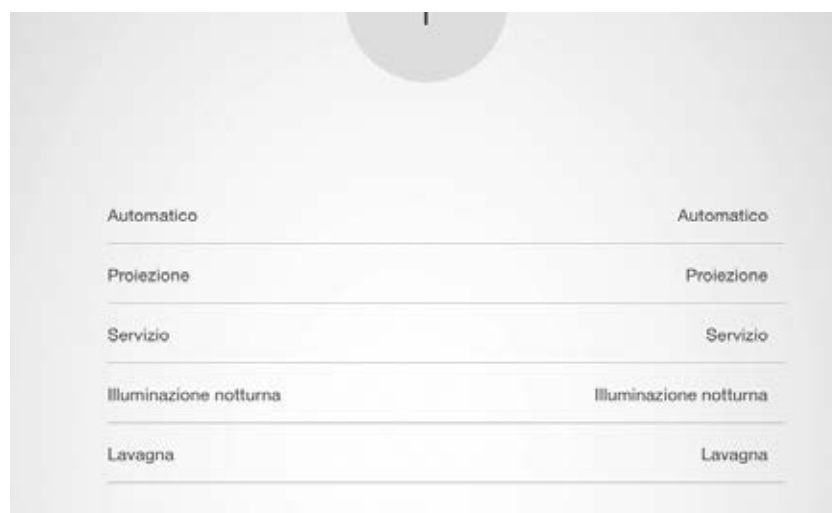 Automatico Automatico
Proiezione Proiezione
Servizio Servizio
Illuminazione notturna Illuminazione notturna
Lavagna Lavagna